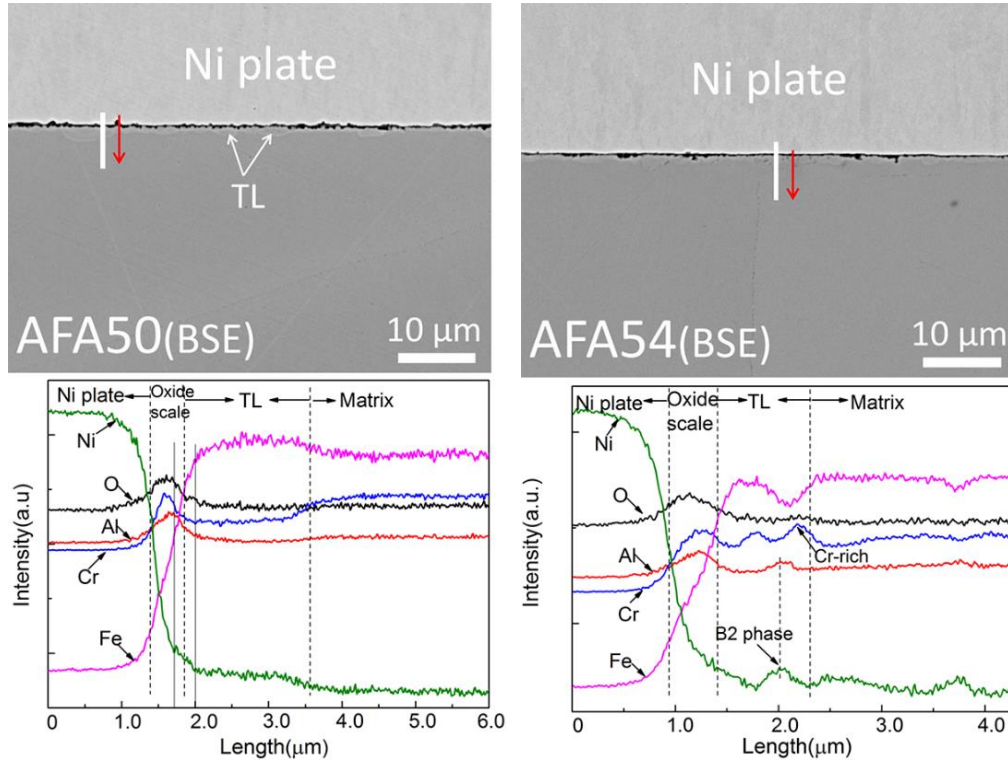 Ni plate
TL
AFA50(BSE)
10 μm
Ni plate
AFA54(BSE)
10 μm
Ni plate
Oxide
scale
TL
Matrix
Ni
O
Al
Cr
Fe
Intensity(a.u)
0
1.0
2.0
3.0
4.0
5.0
6.0
Length(μm)
Ni plate
Oxide
scale
TL
Matrix
Ni
O
Al
Cr
Cr-rich
B2 phase
Fe
Intensity(a.u.)
0
1.0
2.0
3.0
4.0
Length(μm)